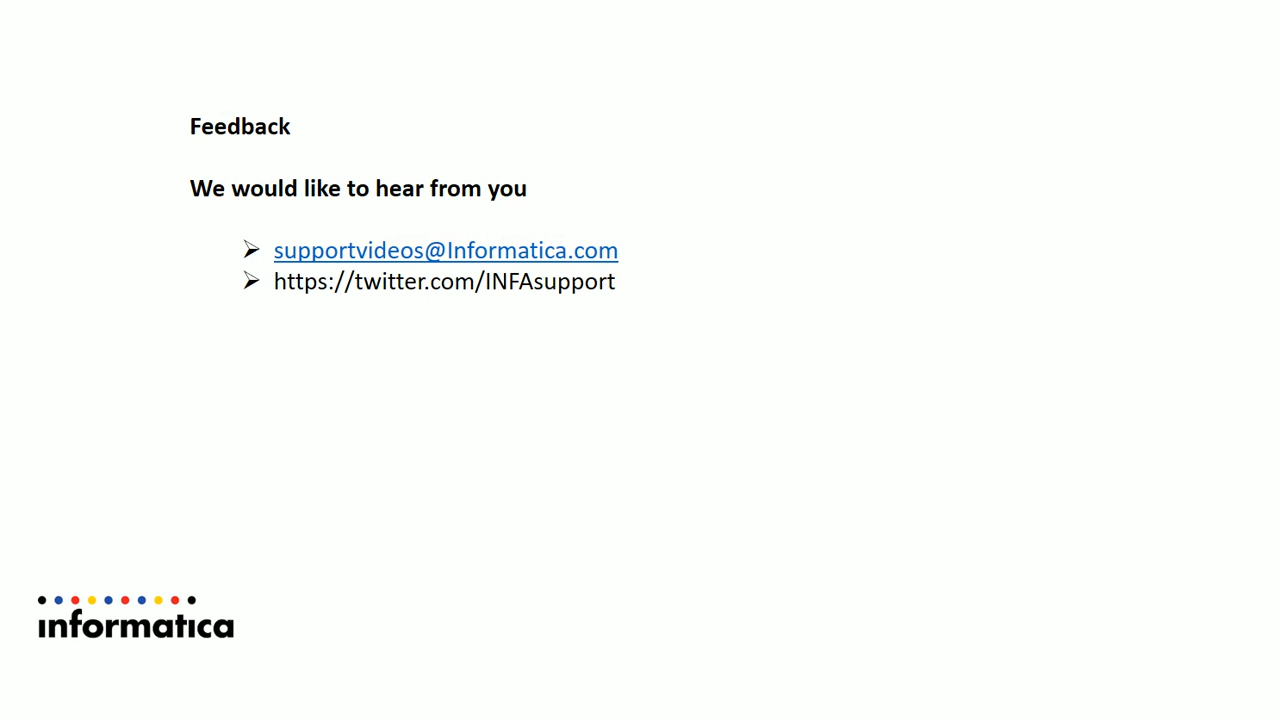 Feedback
We would like to hear from you
supportvideos@Informatica.com
https://twitter.com/INFAsupport
informatica